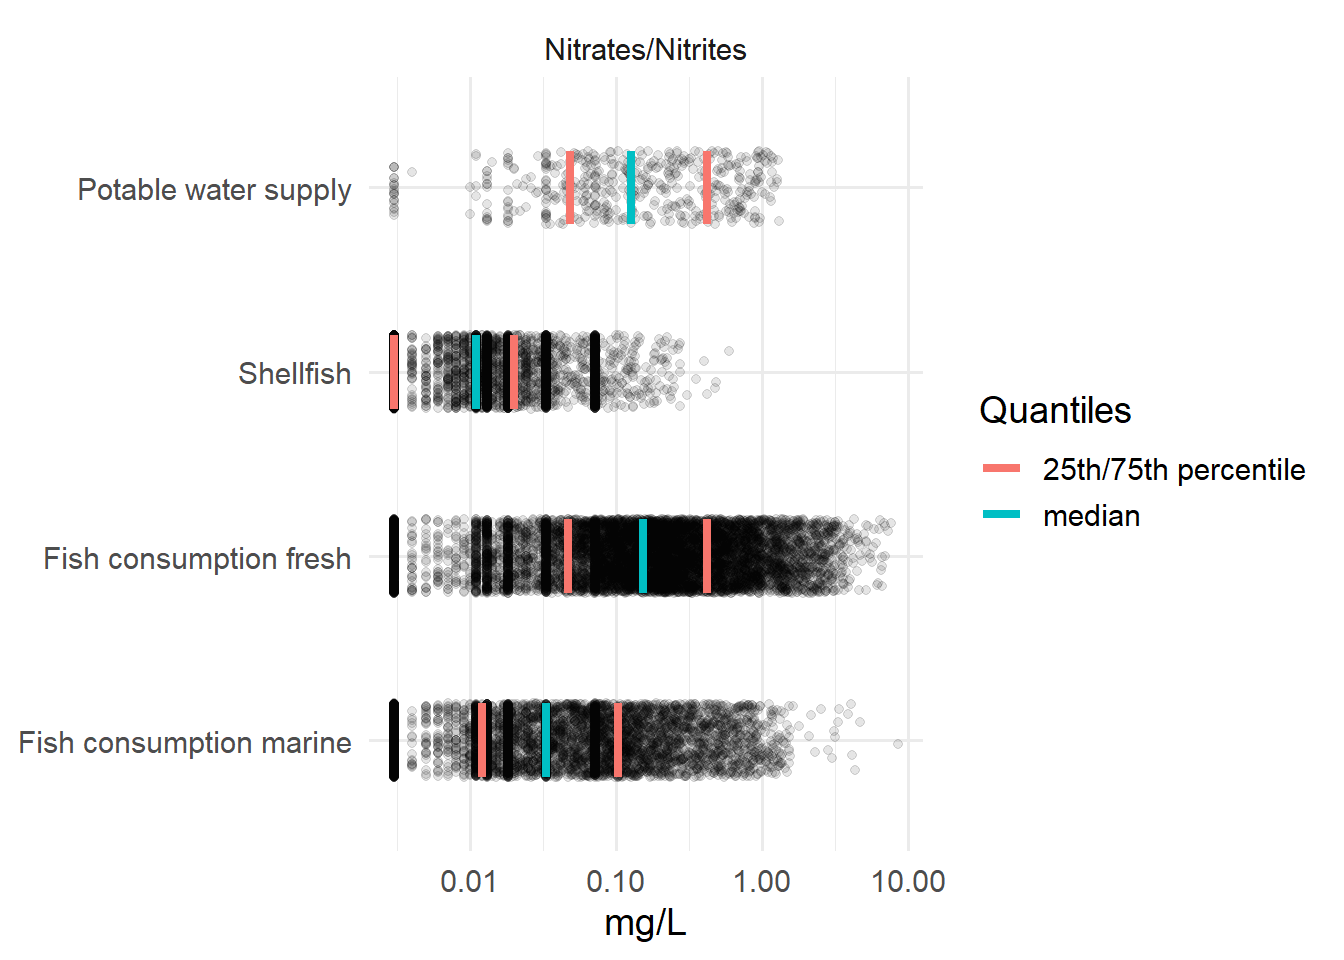 Nitrates/Nitrites
Potable water supply
Shellfish
Fish consumption fresh
Fish consumption marine
0.01 0.10 1.00 10.00
mg/L
Quantiles
25th/75th percentile
median